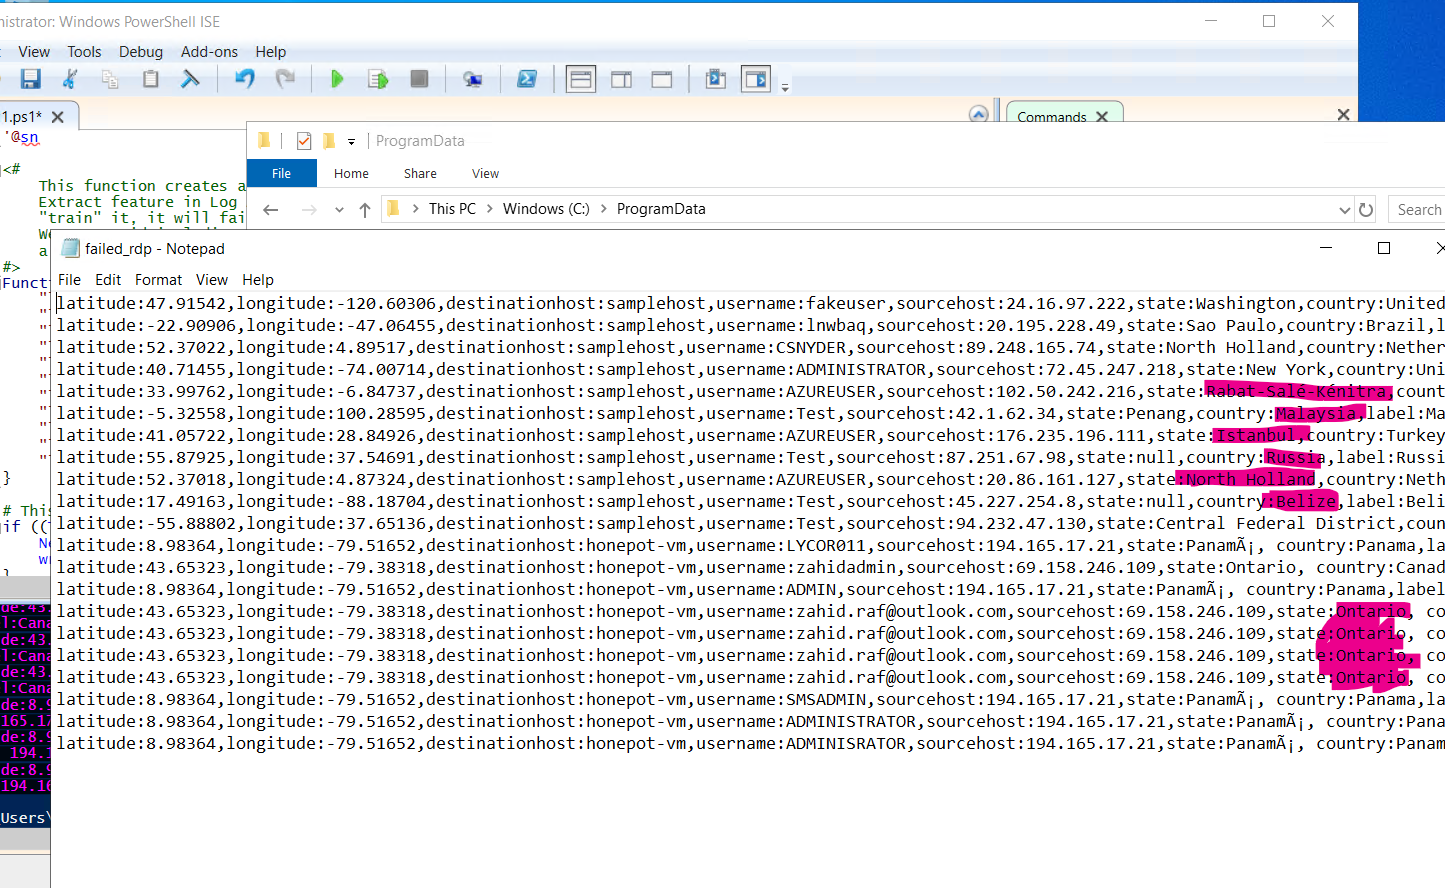 nistrator: Windows PowerShell ISE
View Tools Debug Add-ons Help
1.ps1*
Commands
'@sn
<#
This function creates a
Extract feature in Log
"train" it, it will fai
#>
Funct
}
# This
if ((T
ProgramData
File Home Share View
This PC > Windows (C:) > ProgramData
Search
failed_rdp - Notepad
File Edit Format View Help
latitude:47.91542,longitude:-120.60306,destinationhost:samplehost,username:fakeuser,sourcehost:24.16.97.222,state:Washington,country:United
latitude:-22.90906,longitude:-47.06455,destinationhost:samplehost,username:lnwbaq,sourcehost:20.195.228.49,state:Sao Paulo,country:Brazil,l
latitude:52.37022,longitude:4.89517,destinationhost:samplehost,username:CSNYDER,sourcehost:89.248.165.74,state:North Holland,country:Nether
latitude:40.71455,longitude:-74.00714,destinationhost:samplehost,username:ADMINISTRATOR,sourcehost:72.45.247.218,state:New York,country:Uni
latitude:33.99762,longitude:-6.84737,destinationhost:samplehost,username:AZUREUSER,sourcehost:102.50.242.216,state:Rabat-Salé-Kénitra,count
latitude:-5.32558,longitude:100.28595,destinationhost:samplehost,username:Test,sourcehost:42.1.62.34,state:Penang,country:Malaysia,label:Ma
latitude:41.05722,longitude:28.84926,destinationhost:samplehost,username:AZUREUSER,sourcehost:176.235.196.111,state:Istanbul,country:Turkey
latitude:55.87925,longitude:37.54691,destinationhost:samplehost,username:Test,sourcehost:87.251.67.98,state:null,country:Russia,label:Russi
latitude:52.37018,longitude:4.87324,destinationhost:samplehost,username:AZUREUSER,sourcehost:20.86.161.127,state:North Holland,country:Neth
latitude:17.49163,longitude:-88.18704,destinationhost:samplehost,username:Test,sourcehost:45.227.254.8,state:null,country:Belize,label:Beli
latitude:-55.88802,longitude:37.65136,destinationhost:samplehost,username:Test,sourcehost:94.232.47.130,state:Central Federal District,coun
latitude:8.98364,longitude:-79.51652,destinationhost:honepot-vm,username:LYCOR011,sourcehost:194.165.17.21,state:PanamÃ¡, country:Panama,la
latitude:43.65323,longitude:-79.38318,destinationhost:honepot-vm,username:zahidadmin,sourcehost:69.158.246.109,state:Ontario, country:Canad
latitude:8.98364,longitude:-79.51652,destinationhost:honepot-vm,username:ADMIN,sourcehost:194.165.17.21,state:PanamÃ¡, country:Panama,label
latitude:43.65323,longitude:-79.38318,destinationhost:honepot-vm,username:zahid.raf@outlook.com,sourcehost:69.158.246.109,state:Ontario, co
latitude:43.65323,longitude:-79.38318,destinationhost:honepot-vm,username:zahid.raf@outlook.com,sourcehost:69.158.246.109,state:Ontario, co
latitude:43.65323,longitude:-79.38318,destinationhost:honepot-vm,username:zahid.raf@outlook.com,sourcehost:69.158.246.109,state:Ontario, co
latitude:43.65323,longitude:-79.38318,destinationhost:honepot-vm,username:zahid.raf@outlook.com,sourcehost:69.158.246.109,state:Ontario, co
latitude:8.98364,longitude:-79.51652,destinationhost:honepot-vm,username:SMSADMIN,sourcehost:194.165.17.21,state:PanamÃ¡, country:Panama,la
latitude:8.98364,longitude:-79.51652,destinationhost:honepot-vm,username:ADMINISTRATOR,sourcehost:194.165.17.21,state:PanamÃ¡, country:Pana
latitude:8.98364,longitude:-79.51652,destinationhost:honepot-vm,username:ADMINISRATOR,sourcehost:194.165.17.21,state:PanamÃ¡, country:Panam
de:43.
l:Cana
de:43.
l:Cana
de:43.
l:Cana
de:8.9
165.17
de:8.9
194.1
de:8.9
194.16
Users\